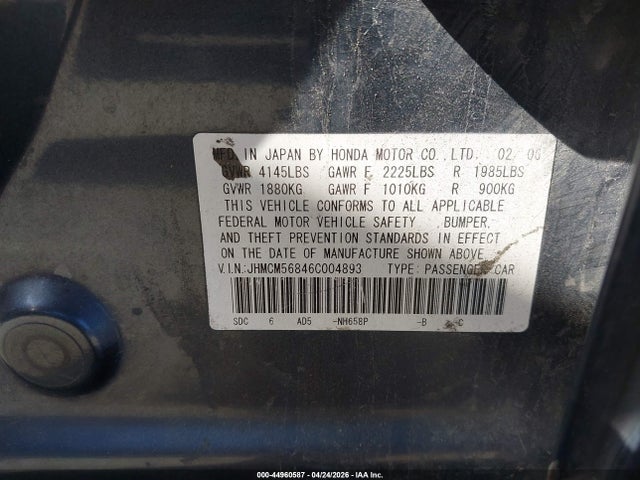 MFD. IN JAPAN BY HONDA MOTOR CO., LTD. 02 06
GVWR 4145LBS GAWR F 2225LBS R 1985LBS
GVWR 1880KG GAWR F 1010KG R 900KG
THIS VEHICLE CONFORMS TO ALL APPLICABLE
FEDERAL MOTOR VEHICLE SAFETY , BUMPER,
AND THEFT PREVENTION STANDARDS IN EFFECT
ON THE DATE OF MANUFACTURE SHOWN ABOVE.
V.I.N:JHMCM56846C004893 TYPE: PASSENGER CAR
SDC 6 AD5 -NH658P -B -C
000-44960587 - 04/24/2026 - IAA Inc.